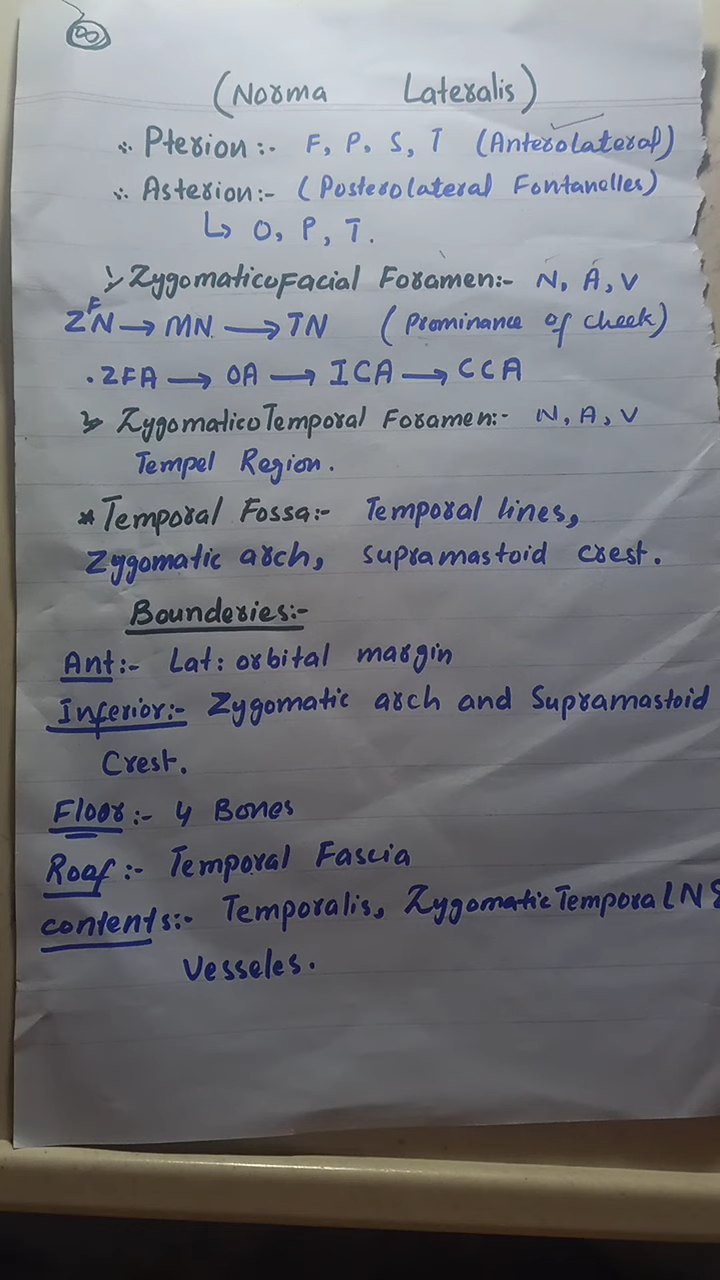 (Norma Lateralis)
Pterion:- F, P, S, T (Anterolateral)
Asterion:- (Posterolateral Fontanelles)
↳ O, P, T.
ZygomaticoFacial Foramen:- N, A, V
ZFN → MN → TN (Prominance of cheek)
.ZFA → OA → ICA → CCA
ZygomaticoTemporal Foramen:- N, A, V
Tempel Region.
* Temporal Fossa:- Temporal lines,
Zygomatic arch, supramastoid crest.
Bounderies:-
Ant:- Lat: orbital margin
Inferior:- Zygomatic arch and Supramastoid
Crest.
Floor:- 4 Bones
Roof:- Temporal Fascia
contents:- Temporalis, Zygomatic Temporal N &
Vesseles.